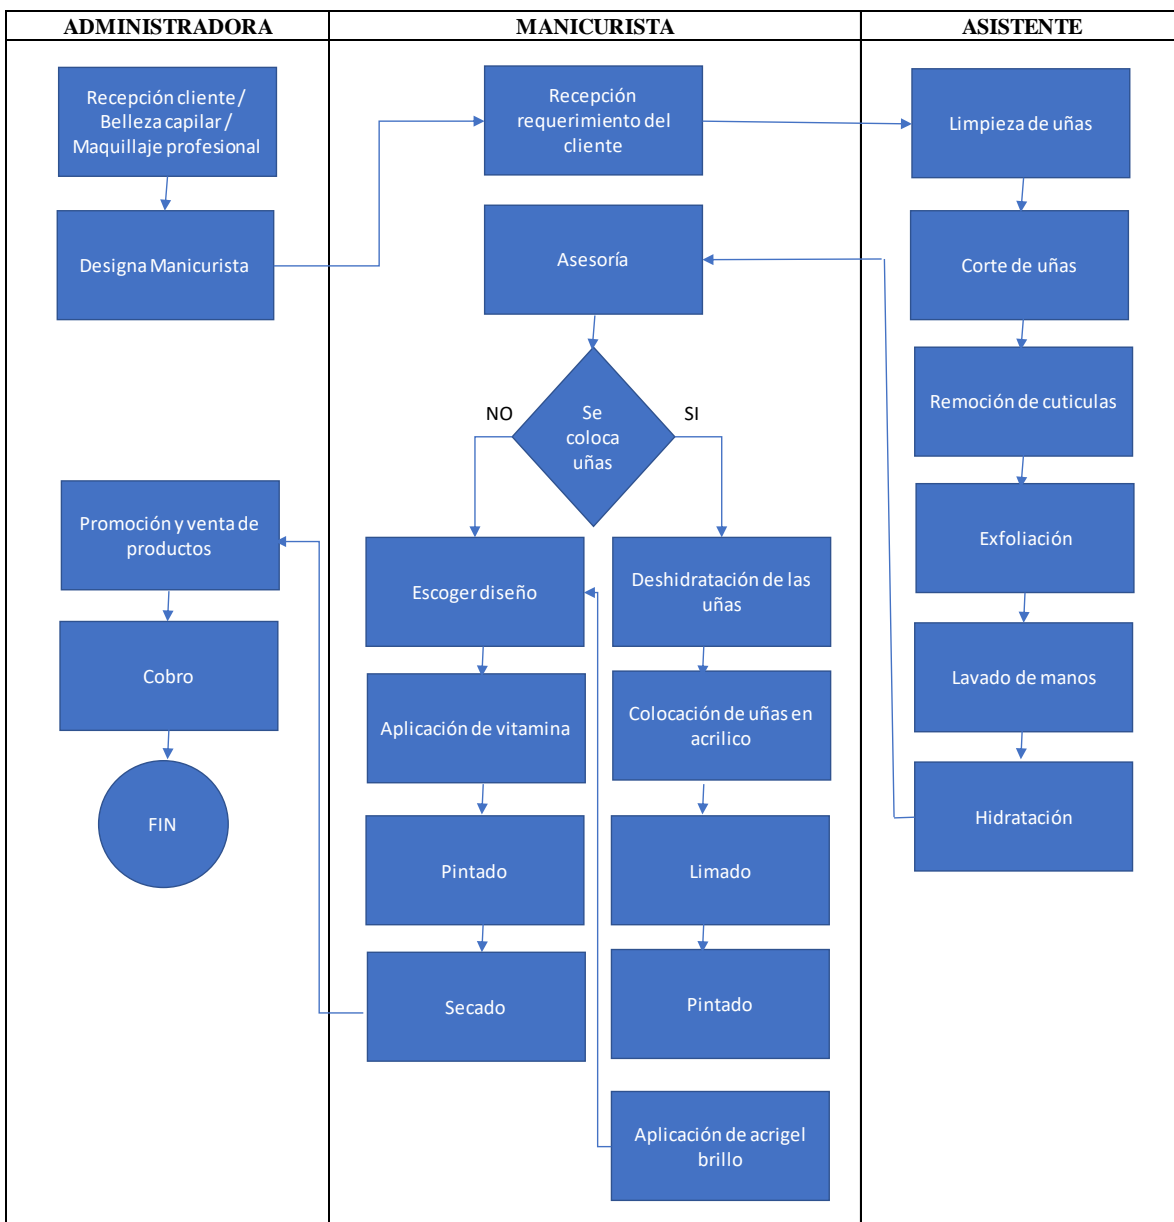 ADMINISTRADORA
MANICURISTA
ASISTENTE
Recepción cliente /
Belleza capilar /
Maquillaje profesional
Designa Manicurista
Promoción y venta de
productos
Cobro
FIN
Recepción
requerimiento del
cliente
Asesoría
NO
Se
coloca
uñas
SI
Escoger diseño
Aplicación de vitamina
Pintado
Secado
Deshidratación de las
uñas
Colocación de uñas en
acrilico
Limado
Pintado
Aplicación de acrigel
brillo
Limpieza de uñas
Corte de uñas
Remoción de cuticulas
Exfoliación
Lavado de manos
Hidratación